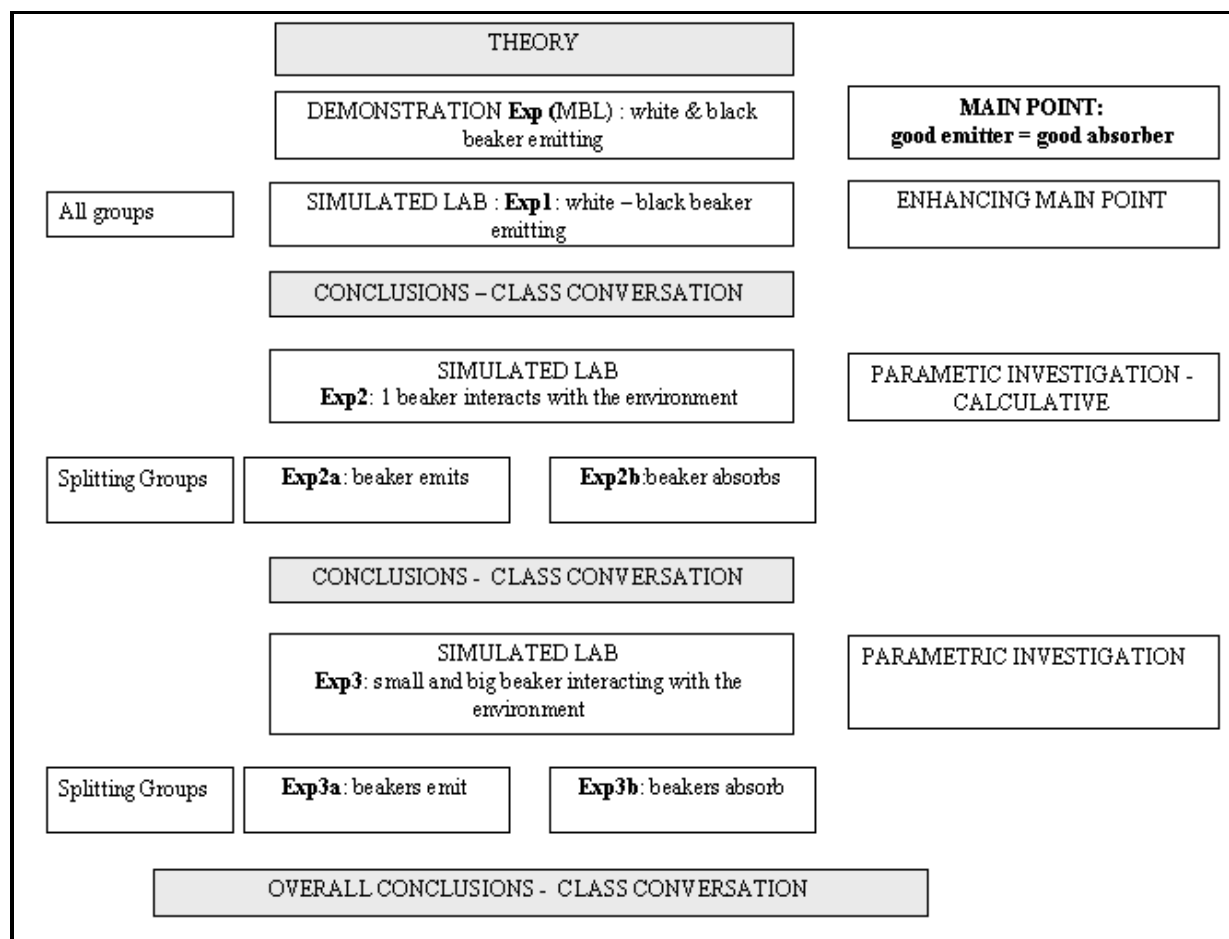 THEORY
DEMONSTRATION Exp (MBL) : white & black
beaker emitting
MAIN POINT:
good emitter = good absorber
All groups
SIMULATED LAB : Exp1: white – black beaker
emitting
ENHANCING MAIN POINT
CONCLUSIONS – CLASS CONVERSATION
SIMULATED LAB
Exp2: 1 beaker interacts with the environment
PARAMETIC INVESTIGATION -
CALCULATIVE
Splitting Groups
Exp2a: beaker emits
Exp2b:beaker absorbs
CONCLUSIONS - CLASS CONVERSATION
SIMULATED LAB
Exp3: small and big beaker interacting with the
environment
PARAMETRIC INVESTIGATION
Splitting Groups
Exp3a: beakers emit
Exp3b: beakers absorb
OVERALL CONCLUSIONS - CLASS CONVERSATION